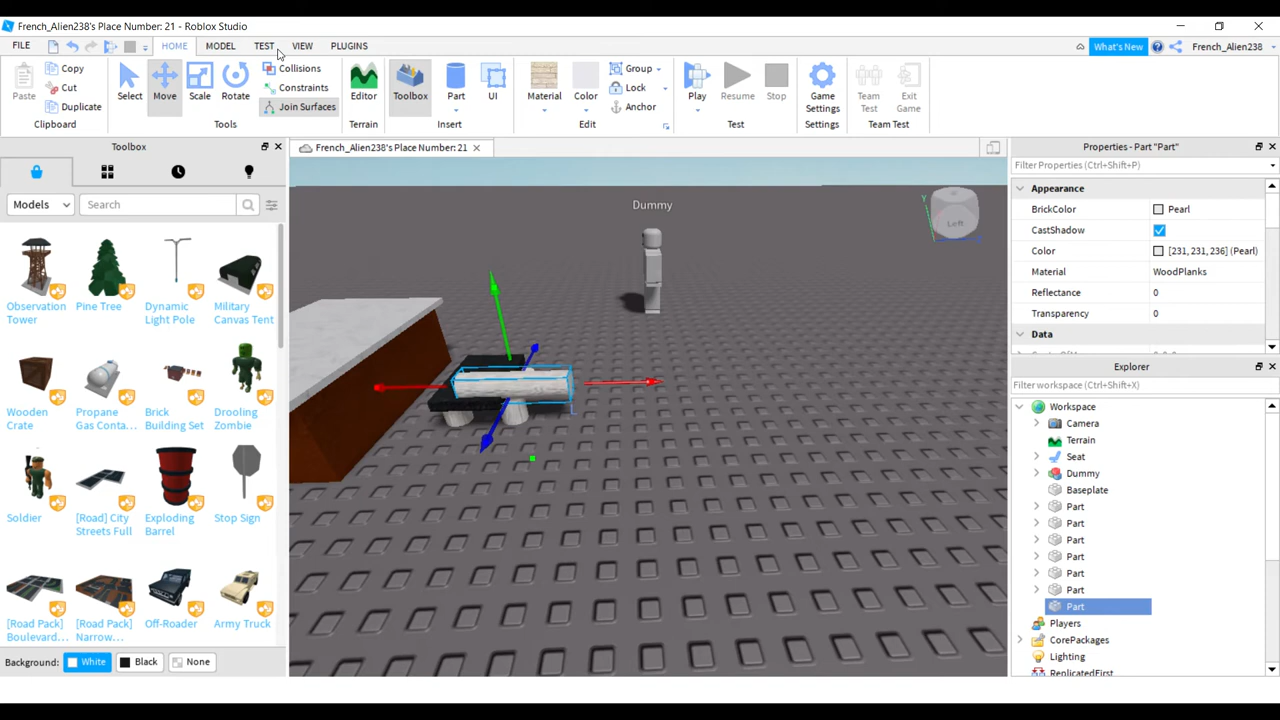 French_Alien238's Place Number: 21 - Roblox Studio
FILE HOME MODEL TEST VIEW PLUGINS What's New French_Alien238
Paste Copy Cut Duplicate
Clipboard
Select Move Scale Rotate Collisions Constraints Join Surfaces
Tools
Editor
Terrain
Toolbox Part UI
Insert
Material Color Group Lock Anchor
Edit
Play Resume Stop
Test
Game Settings
Settings
Team Test Exit Game
Team Test
Toolbox
Models Search
Observation Tower
Pine Tree
Dynamic Light Pole
Military Canvas Tent
Wooden Crate
Propane Gas Conta...
Brick Building Set
Drooling Zombie
Soldier
[Road] City Streets Full
Exploding Barrel
Stop Sign
[Road Pack] Boulevard...
[Road Pack] Narrow...
Off-Roader
Army Truck
Background: White Black None
French_Alien238's Place Number: 21
Dummy
Y
Left
Properties - Part "Part"
Filter Properties (Ctrl+Shift+P)
Appearance
BrickColor Pearl
CastShadow
Color [231, 231, 236] (Pearl)
Material WoodPlanks
Reflectance 0
Transparency 0
Data
Explorer
Filter workspace (Ctrl+Shift+X)
Workspace
Camera
Terrain
Seat
Dummy
Baseplate
Part
Part
Part
Part
Part
Part
Part
Players
CorePackages
Lighting
ReplicatedFirst